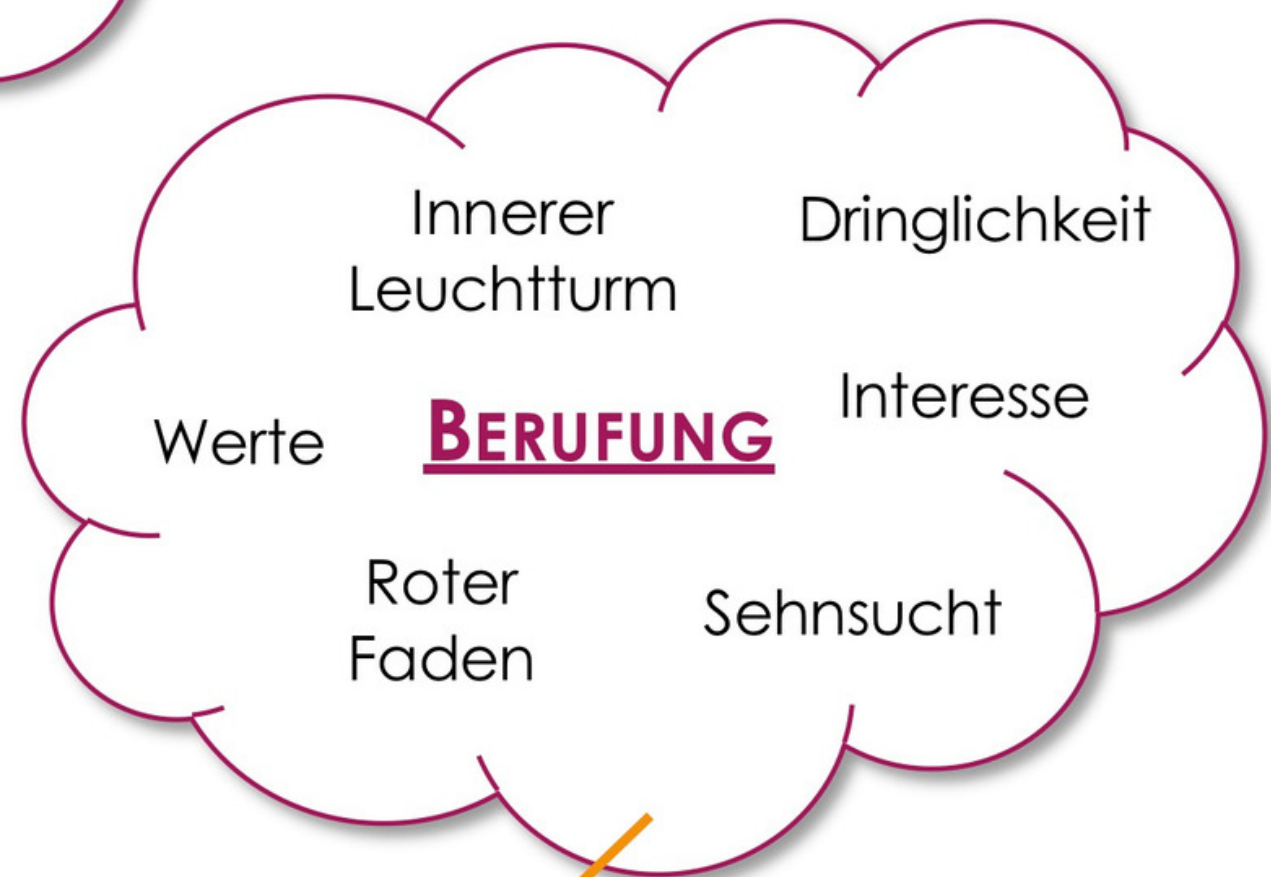 Innerer
Leuchtturm
Dringlichkeit
Interesse
Werte
BERUFUNG
Roter
Faden
Sehnsucht